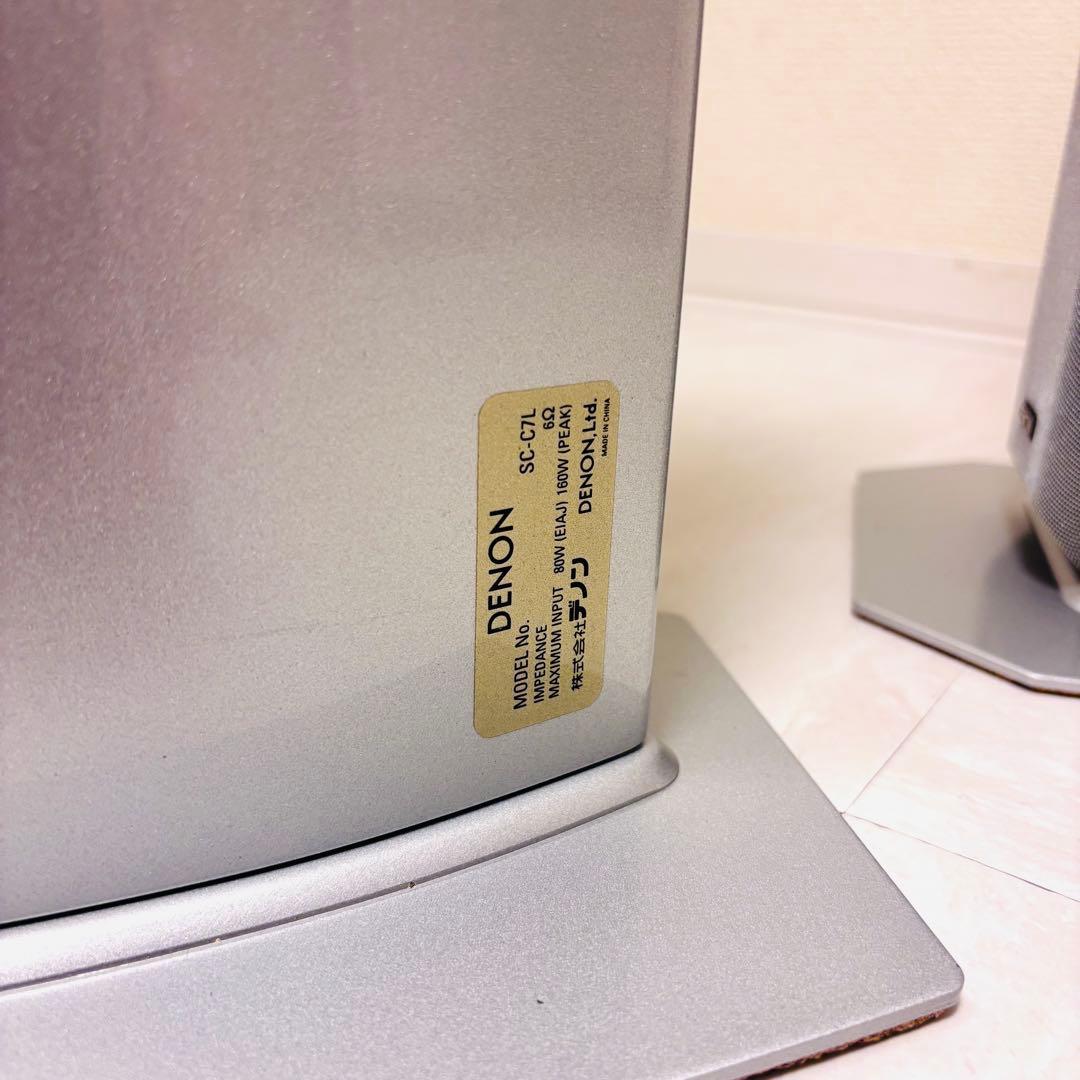 DENON
MODEL No. SC-C7L
IMPEDANCE 6Ω
MAXIMUM INPUT 80W (EIAJ) 160W (PEAK)
株式会社デノン DENON, Ltd.
MADE IN CHINA